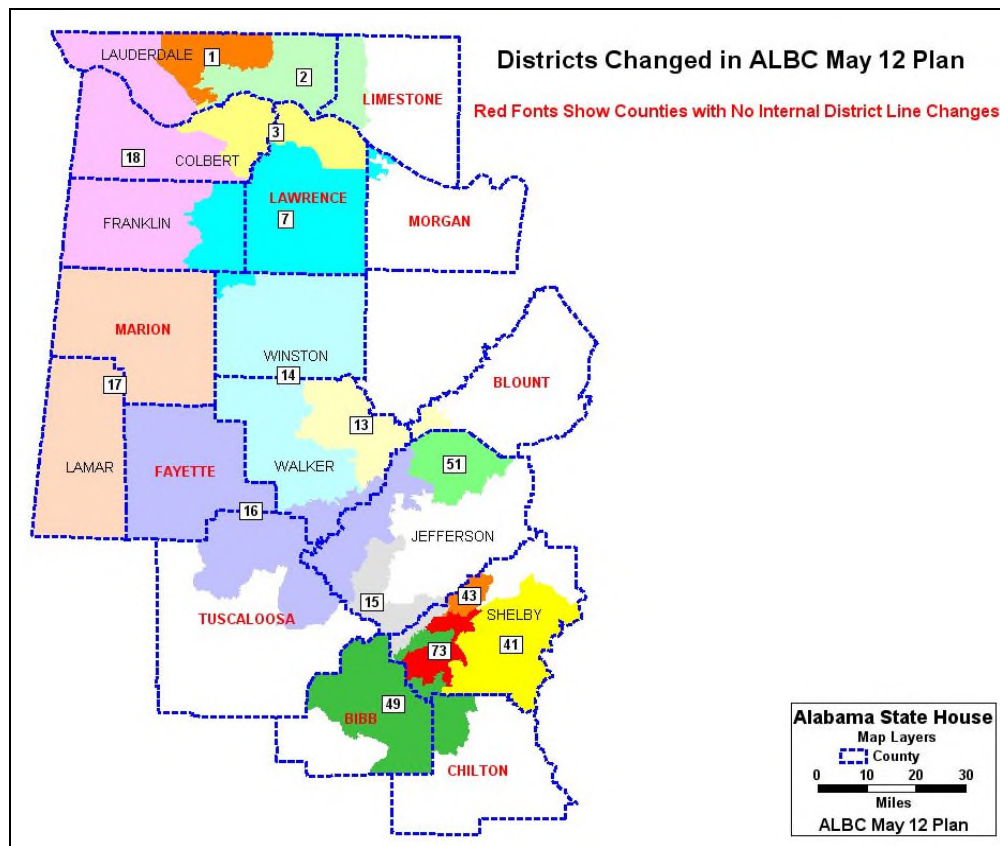 Districts Changed in ALBC May 12 Plan
Red Fonts Show Counties with No Internal District Line Changes
LAUDERDALE
1
2
LIMESTONE
3
18
COLBERT
LAWRENCE
FRANKLIN
7
MORGAN
MARION
WINSTON
14
17
BLOUNT
13
LAMAR
FAYETTE
WALKER
51
16
JEFFERSON
15
43
TUSCALOOSA
SHELBY
73
41
49
BIBB
CHILTON
Alabama State House
Map Layers
County
0 10 20 30
Miles
ALBC May 12 Plan